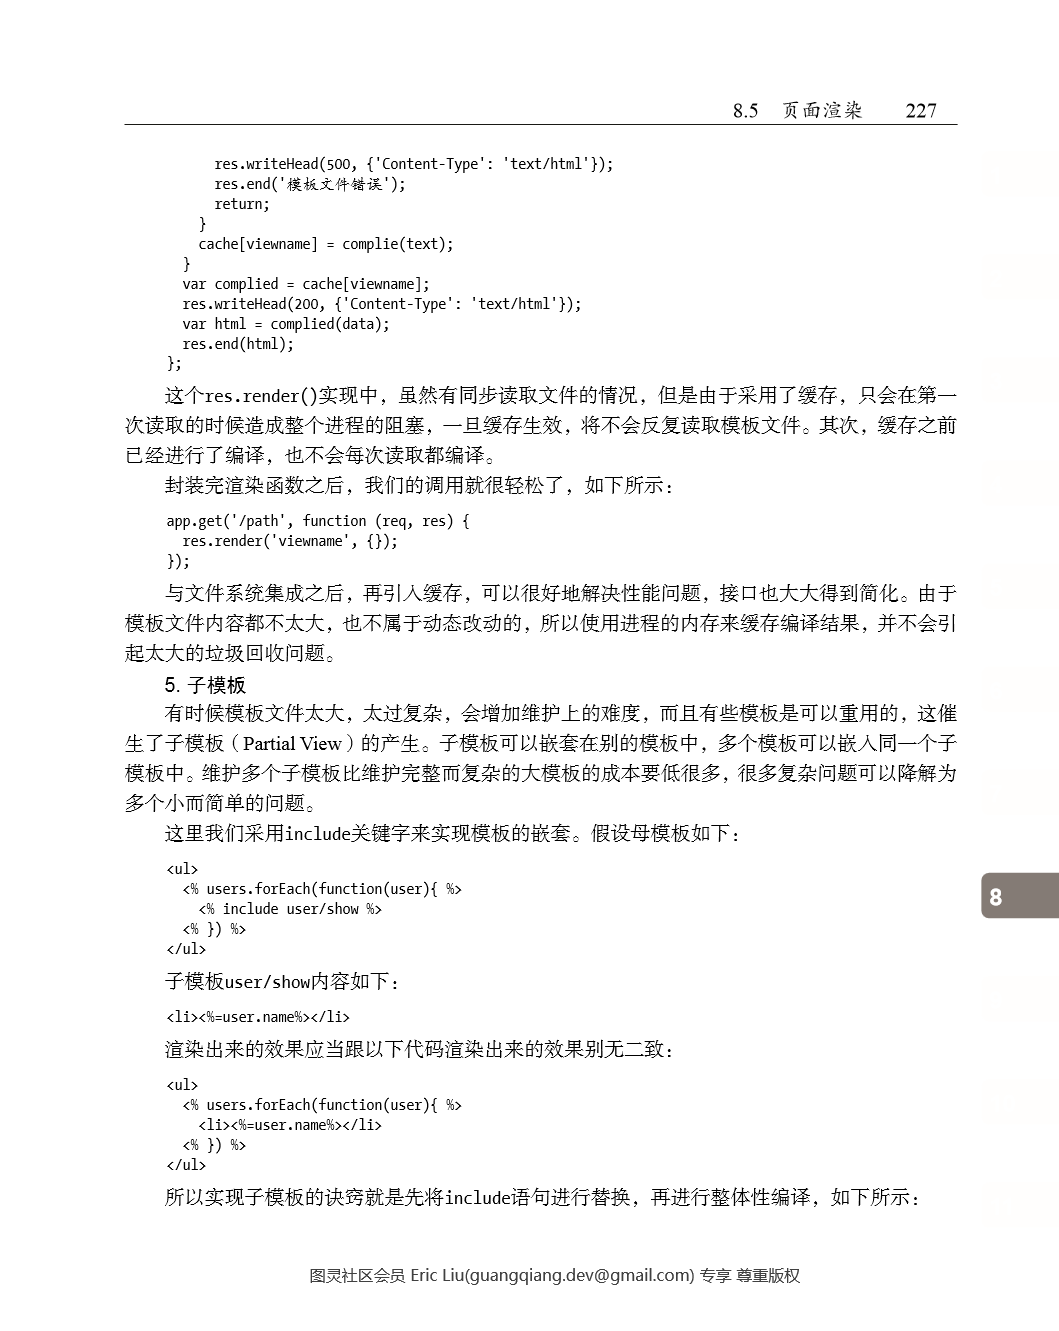 8.5 页面渲染 227
res.writeHead(500, {'Content-Type': 'text/html'});
res.end('模板文件错误');
return;
}
cache[viewname] = complie(text);
}
var complied = cache[viewname];
res.writeHead(200, {'Content-Type': 'text/html'});
var html = complied(data);
res.end(html);
};
这个res.render()实现中，虽然有同步读取文件的情况，但是由于采用了缓存，只会在第一
次读取的时候造成整个进程的阻塞，一旦缓存生效，将不会反复读取模板文件。其次，缓存之前
已经进行了编译，也不会每次读取都编译。
封装完渲染函数之后，我们的调用就很轻松了，如下所示：
app.get('/path', function (req, res) {
res.render('viewname', {});
});
与文件系统集成之后，再引入缓存，可以很好地解决性能问题，接口也大大得到简化。由于
模板文件内容都不太大，也不属于动态改动的，所以使用进程的内存来缓存编译结果，并不会引
起太大的垃圾回收问题。
5. 子模板
有时候模板文件太大，太过复杂，会增加维护上的难度，而且有些模板是可以重用的，这催
生了子模板（Partial View）的产生。子模板可以嵌套在别的模板中，多个模板可以嵌入同一个子
模板中。维护多个子模板比维护完整而复杂的大模板的成本要低很多，很多复杂问题可以降解为
多个小而简单的问题。
这里我们采用include关键字来实现模板的嵌套。假设母模板如下：
<ul>
<% users.forEach(function(user){ %>
<% include user/show %>
<% }) %>
</ul>
8
子模板user/show内容如下：
<li><%=user.name%></li>
渲染出来的效果应当跟以下代码渲染出来的效果别无二致：
<ul>
<% users.forEach(function(user){ %>
<li><%=user.name%></li>
<% }) %>
</ul>
所以实现子模板的诀窍就是先将include语句进行替换，再进行整体性编译，如下所示：
图灵社区会员 Eric Liu(guangqiang.dev@gmail.com) 专享 尊重版权